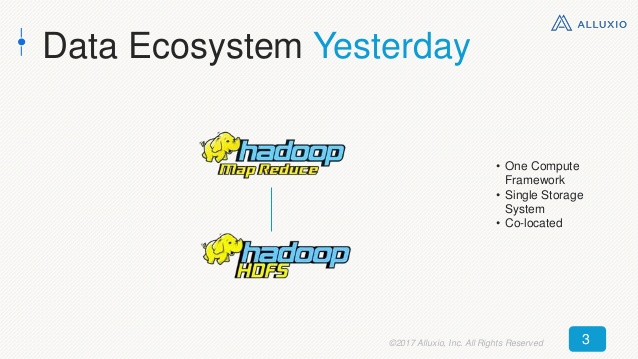 Data Ecosystem Yesterday
ALLUXIO
hadoop
Map Reduce
hadoop
HDFS
• One Compute
Framework
• Single Storage
System
• Co-located
©2017 Alluxio, Inc. All Rights Reserved
3